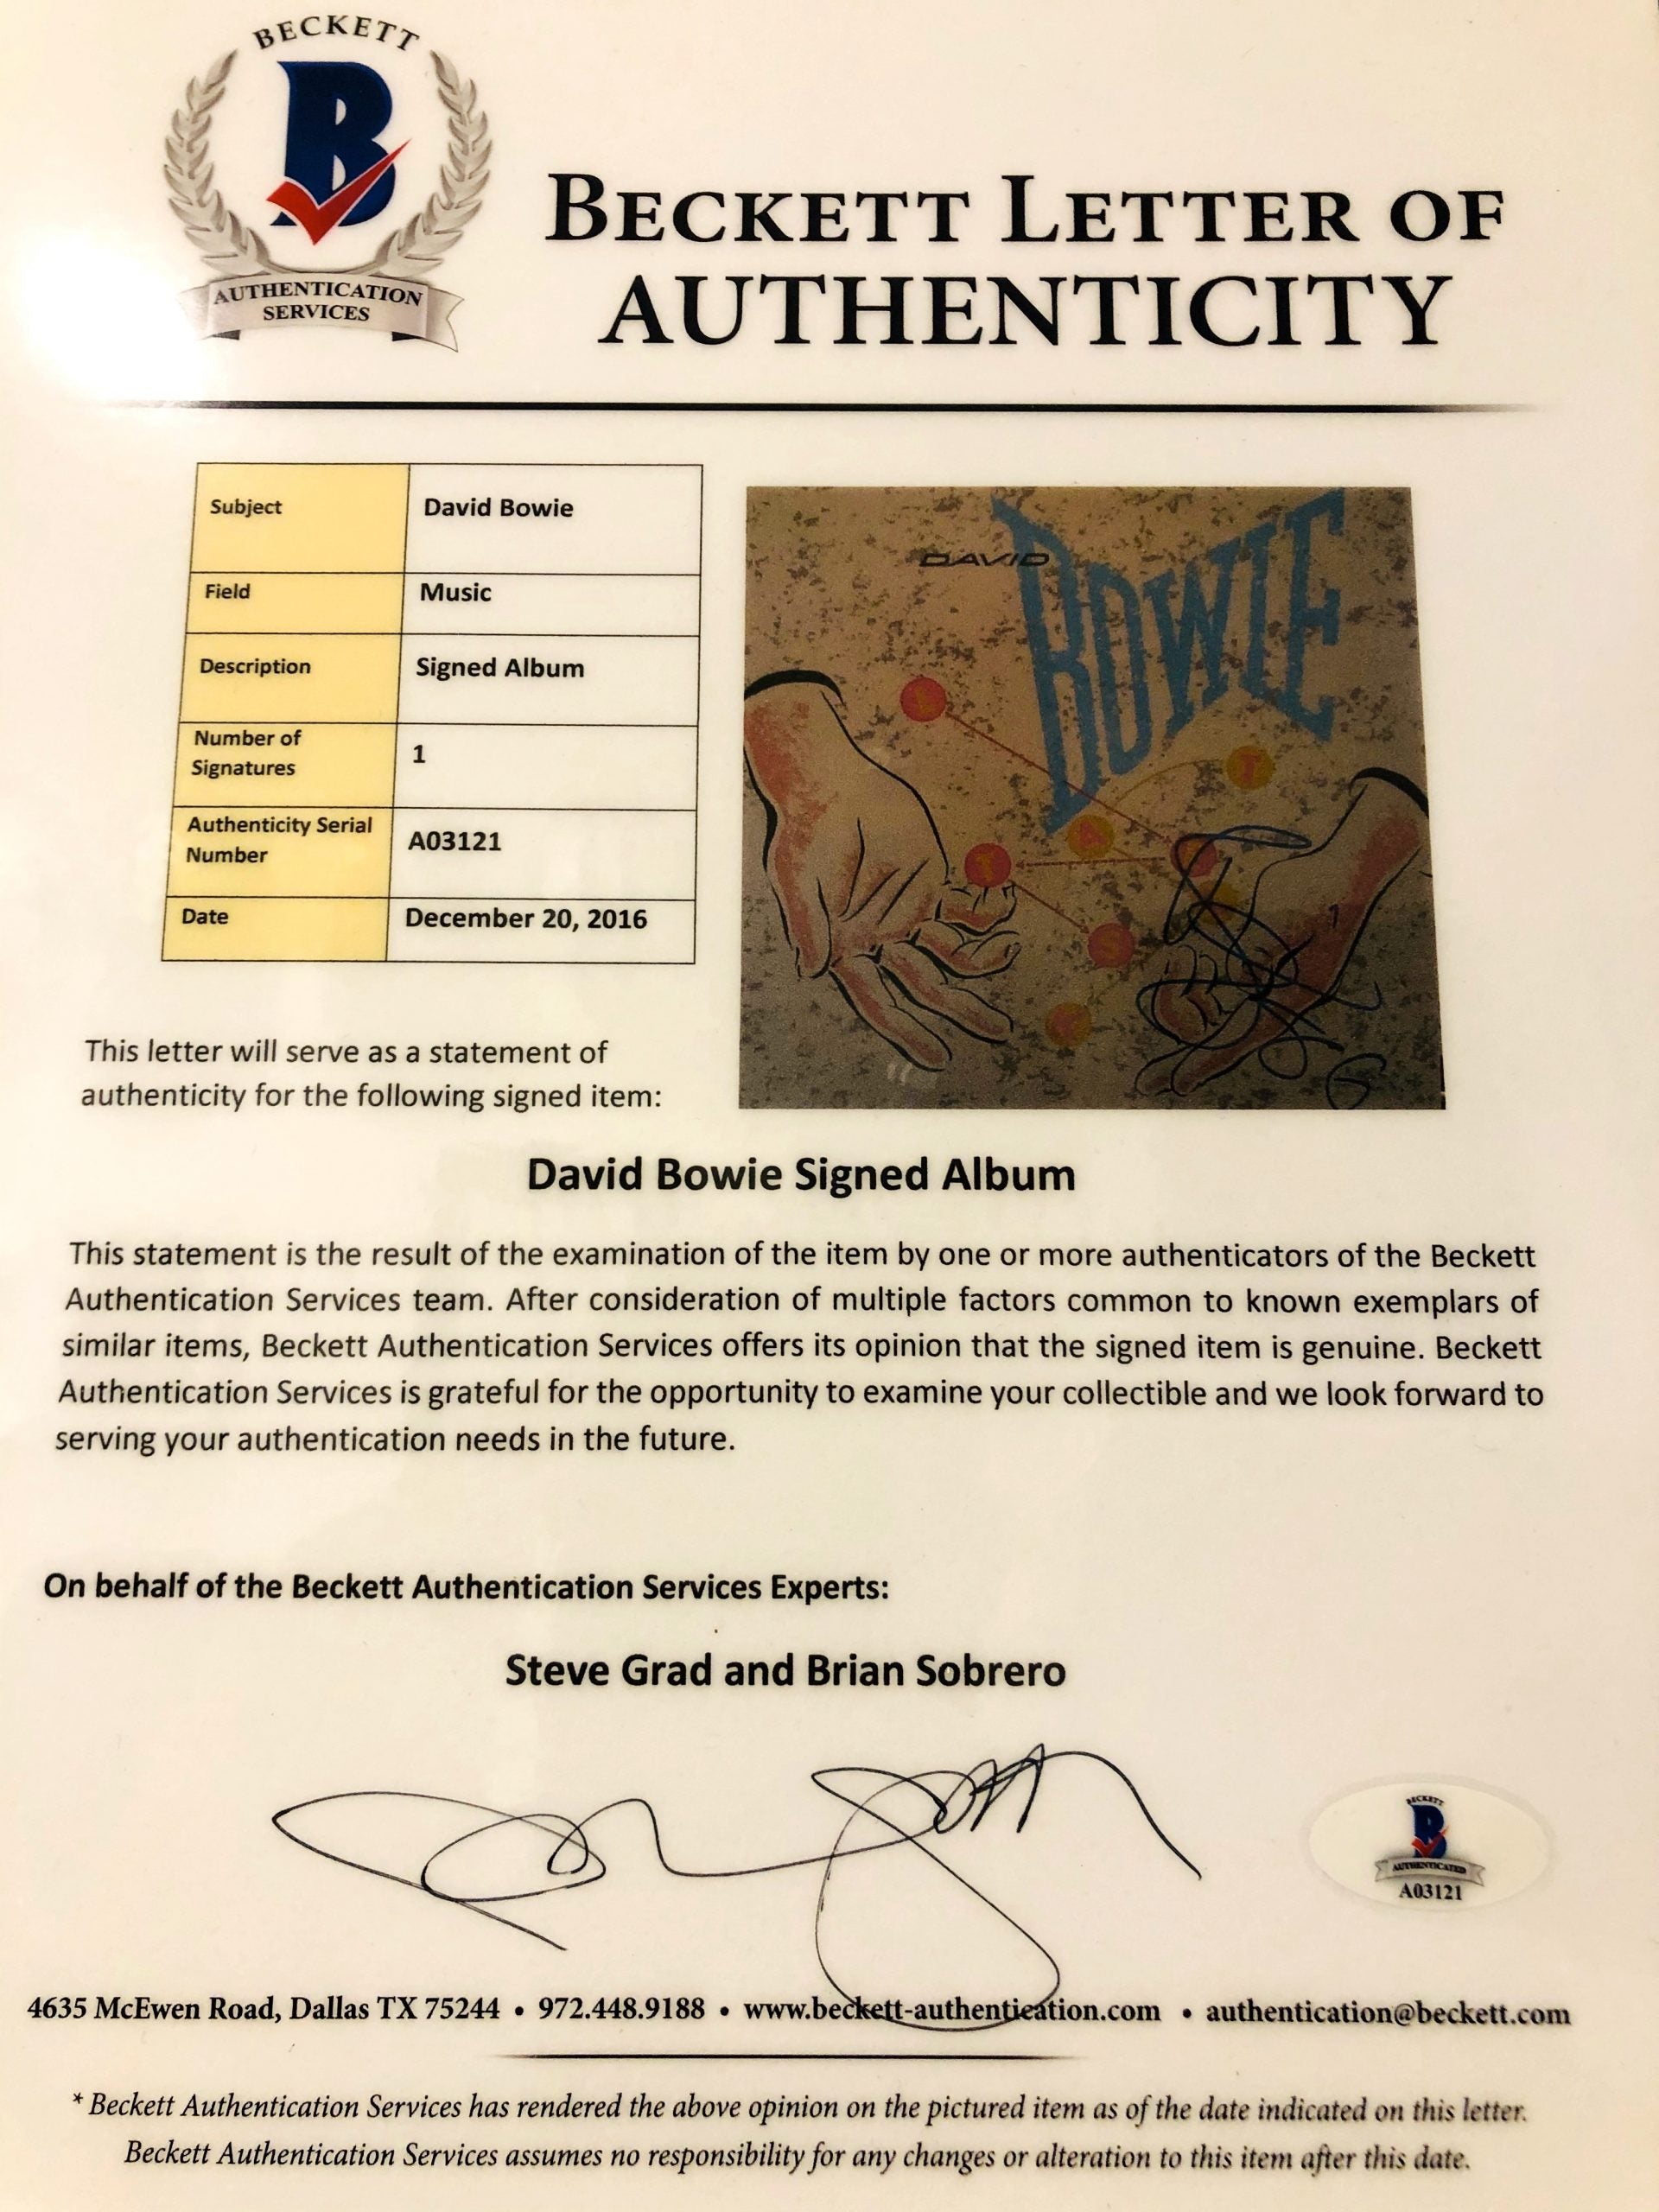 BECKETT
B
AUTHENTICATION
SERVICES
BECKETT LETTER OF
AUTHENTICITY
Subject David Bowie
Field Music
Description Signed Album
Number of
Signatures 1
Authenticity Serial
Number A03121
Date December 20, 2016
DAVID
BOWIE
T
A
T
S
This letter will serve as a statement of
authenticity for the following signed item:
David Bowie Signed Album
This statement is the result of the examination of the item by one or more authenticators of the Beckett
Authentication Services team. After consideration of multiple factors common to known exemplars of
similar items, Beckett Authentication Services offers its opinion that the signed item is genuine. Beckett
Authentication Services is grateful for the opportunity to examine your collectible and we look forward to
serving your authentication needs in the future.
On behalf of the Beckett Authentication Services Experts:
Steve Grad and Brian Sobrero
BECKETT
B
AUTHENTICATED
A03121
4635 McEwen Road, Dallas TX 75244 • 972.448.9188 • www.beckett-authentication.com • authentication@beckett.com
* Beckett Authentication Services has rendered the above opinion on the pictured item as of the date indicated on this letter.
Beckett Authentication Services assumes no responsibility for any changes or alteration to this item after this date.